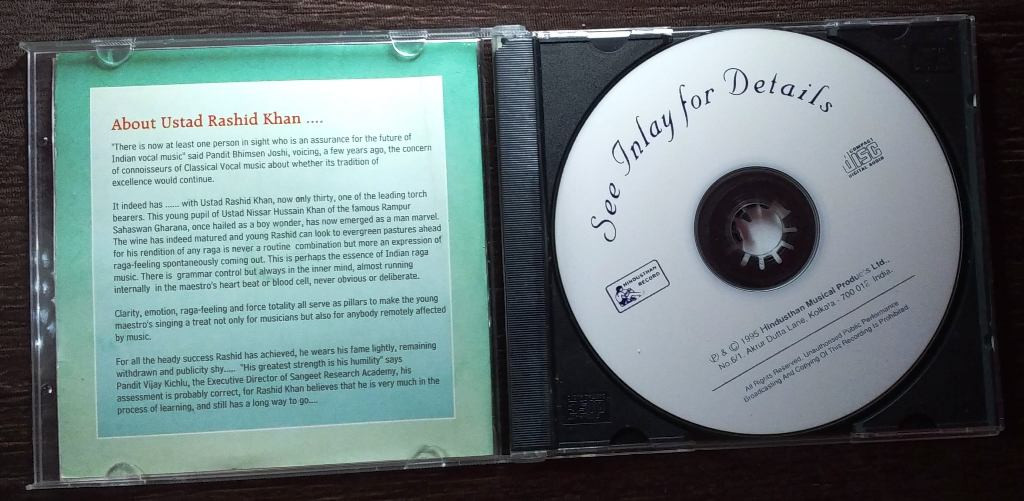 About Ustad Rashid Khan ....
"There is now at least one person in sight who is an assurance for the future of
Indian vocal music" said Pandit Bhimsen Joshi, voicing, a few years ago, the concern
of connoisseurs of Classical Vocal music about whether its tradition of
excellence would continue.
It indeed has ...... with Ustad Rashid Khan, now only thirty, one of the leading torch
bearers. This young pupil of Ustad Nissar Hussain Khan of the famous Rampur
Sahaswan Gharana, once hailed as a boy wonder, has now emerged as a man marvel.
The wine has indeed matured and young Rashid can look to evergreen pastures ahead
for his rendition of any raga is never a routine combination but more an expression of
raga-feeling spontaneously coming out. This is perhaps the essence of Indian raga
music. There is grammar control but always in the inner mind, almost running
internally in the maestro's heart beat or blood cell, never obvious or deliberate.
Clarity, emotion, raga-feeling and force totality all serve as pillars to make the young
maestro's singing a treat not only for musicians but also for anybody remotely affected
by music.
For all the heady success Rashid has achieved, he wears his fame lightly, remaining
withdrawn and publicity shy..... "His greatest strength is his humility" says
Pandit Vijay Kichlu, the Executive Director of Sangeet Research Academy, his
assessment is probably correct, for Rashid Khan believes that he is very much in the
process of learning, and still has a long way to go....
See Inlay for Details
COMPACT
disc
DIGITAL AUDIO
HINDUSTHAN
RECORD
℗ & © 1995 Hindusthan Musical Products Ltd.,
No.6/1, Akrur Dutta Lane, Kolkata - 700 012. India.
All Rights Reserved. Unauthorised Public Performance
Broadcasting And Copying Of This Recording Is Prohibited